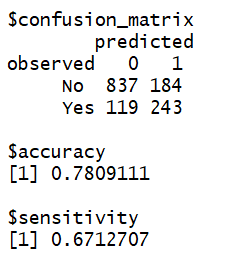 $confusion_matrix
predicted
observed 0 1
No 837 184
Yes 119 243
$accuracy
[1] 0.7809111
$sensitivity
[1] 0.6712707